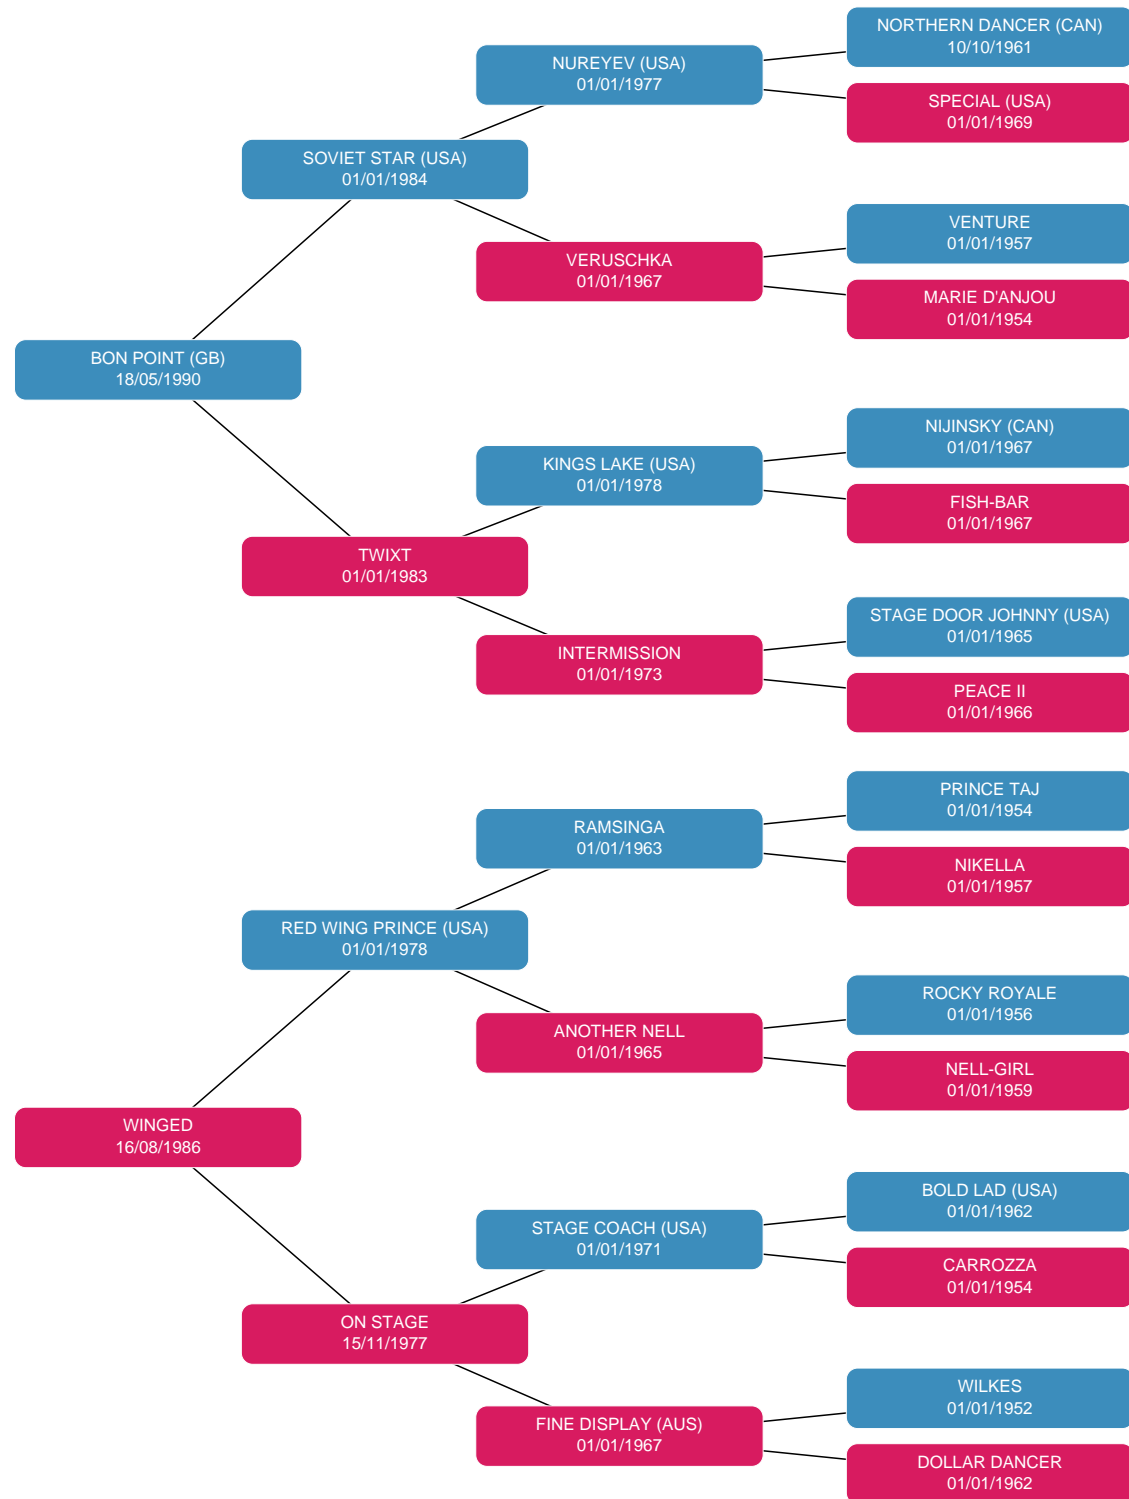 NORTHERN DANCER (CAN)
10/10/1961
NUREYEV (USA)
01/01/1977
SPECIAL (USA)
01/01/1969
SOVIET STAR (USA)
01/01/1984
VENTURE
01/01/1957
VERUSCHKA
01/01/1967
MARIE D'ANJOU
01/01/1954
BON POINT (GB)
18/05/1990
NIJINSKY (CAN)
01/01/1967
KINGS LAKE (USA)
01/01/1978
FISH-BAR
01/01/1967
TWIXT
01/01/1983
STAGE DOOR JOHNNY (USA)
01/01/1965
INTERMISSION
01/01/1973
PEACE II
01/01/1966
PRINCE TAJ
01/01/1954
RAMSINGA
01/01/1963
NIKELLA
01/01/1957
RED WING PRINCE (USA)
01/01/1978
ROCKY ROYALE
01/01/1956
ANOTHER NELL
01/01/1965
NELL-GIRL
01/01/1959
WINGED
16/08/1986
BOLD LAD (USA)
01/01/1962
STAGE COACH (USA)
01/01/1971
CARROZZA
01/01/1954
ON STAGE
15/11/1977
WILKES
01/01/1952
FINE DISPLAY (AUS)
01/01/1967
DOLLAR DANCER
01/01/1962